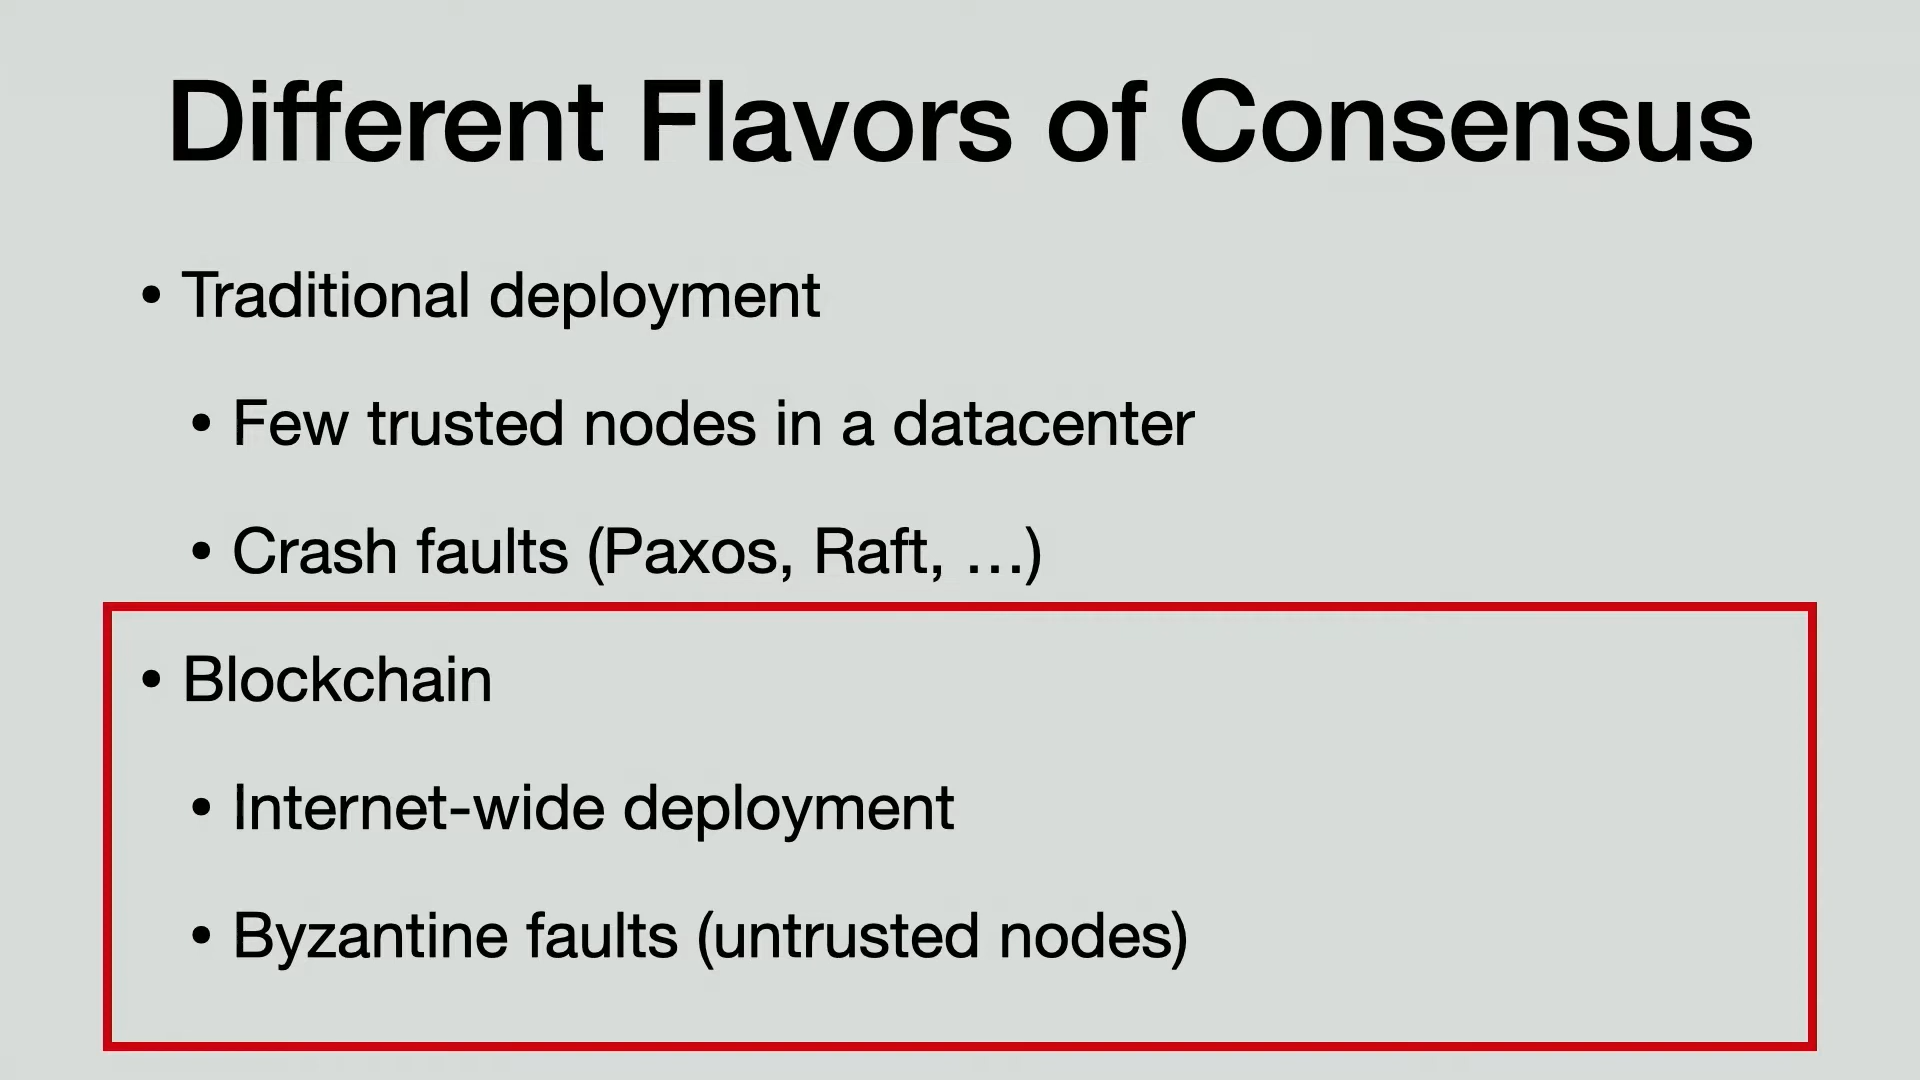 Different Flavors of Consensus
• Traditional deployment
• Few trusted nodes in a datacenter
• Crash faults (Paxos, Raft, …)
• Blockchain
• Internet-wide deployment
• Byzantine faults (untrusted nodes)